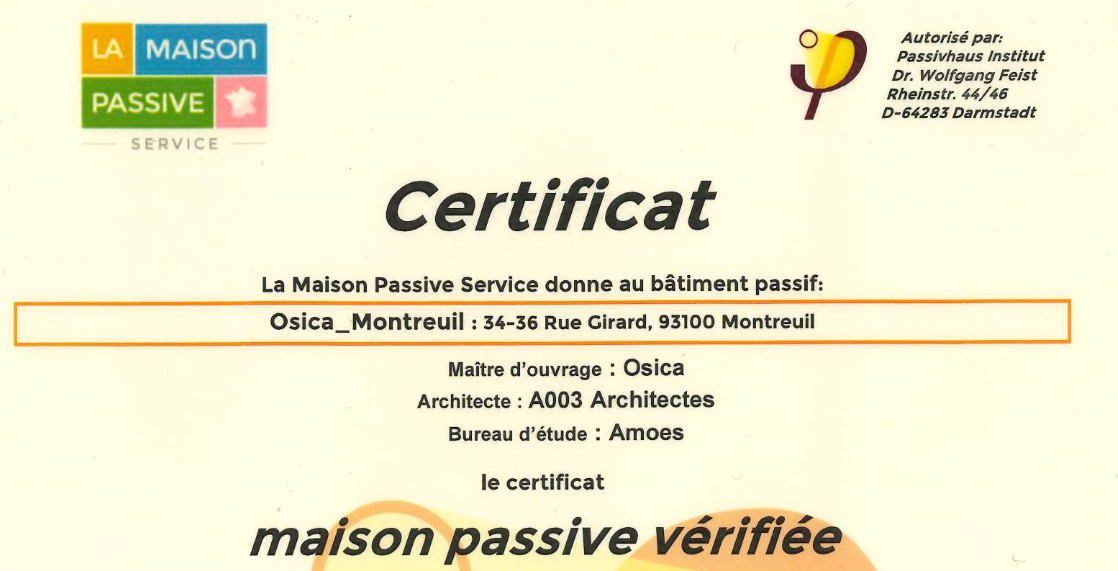 LA MAISON
PASSIVE
SERVICE
Autorisé par:
Passivhaus Institut
Dr. Wolfgang Feist
Rheinstr. 44/46
D-64283 Darmstadt
Certificat
La Maison Passive Service donne au bâtiment passif:
Osica_Montreuil : 34-36 Rue Girard, 93100 Montreuil
Maître d'ouvrage : Osica
Architecte : A003 Architectes
Bureau d'étude : Amoes
le certificat
maison passive vérifiée